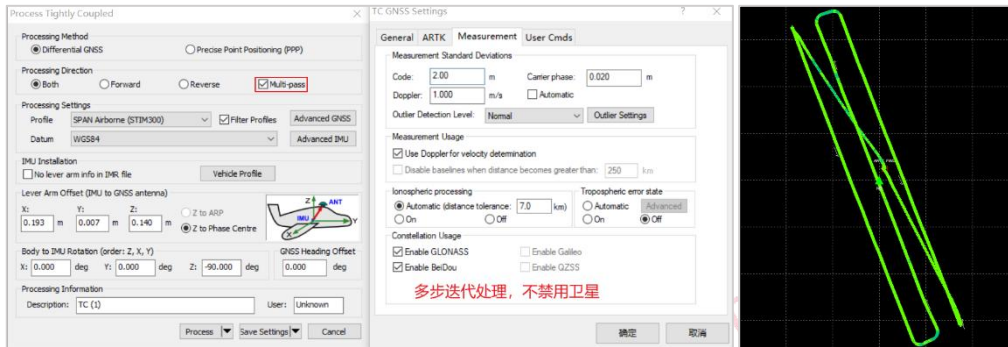 Process Tightly Coupled
Processing Method
Differential GNSS
Precise Point Positioning (PPP)
Processing Direction
Both
Forward
Reverse
Multi-pass
Processing Settings
Profile
SPAN Airborne (STIM300)
Filter Profiles
Advanced GNSS
Datum
WGS84
Advanced IMU
IMU Installation
No lever arm info in IMR file
Vehicle Profile
Lever Arm Offset (IMU to GNSS antenna)
X:
Y:
Z:
0.193 m
0.007 m
0.140 m
Z to ARP
Z to Phase Centre
Z
ANT
IMU
Y
X
Body to IMU Rotation (order: Z, X, Y)
GNSS Heading Offset
X: 0.000 deg
Y: 0.000 deg
Z: -90.000 deg
0.000 deg
Processing Information
Description: TC (1)
User: Unknown
Process
Save Settings
Cancel
TC GNSS Settings
?
General
ARTK
Measurement
User Cmds
Measurement Standard Deviations
Code: 2.00 m
Carrier phase: 0.020 m
Doppler: 1.000 m/s
Automatic
Outlier Detection Level: Normal
Outlier Settings
Measurement Usage
Use Doppler for velocity determination
Disable baselines when distance becomes greater than: 250 km
Ionospheric processing
Automatic (distance tolerance: 7.0 km)
On
Off
Tropospheric error state
Automatic
Advanced
On
Off
Constellation Usage
Enable GLONASS
Enable Galileo
Enable BeiDou
Enable QZSS
多步迭代处理，不禁用卫星
确定
取消